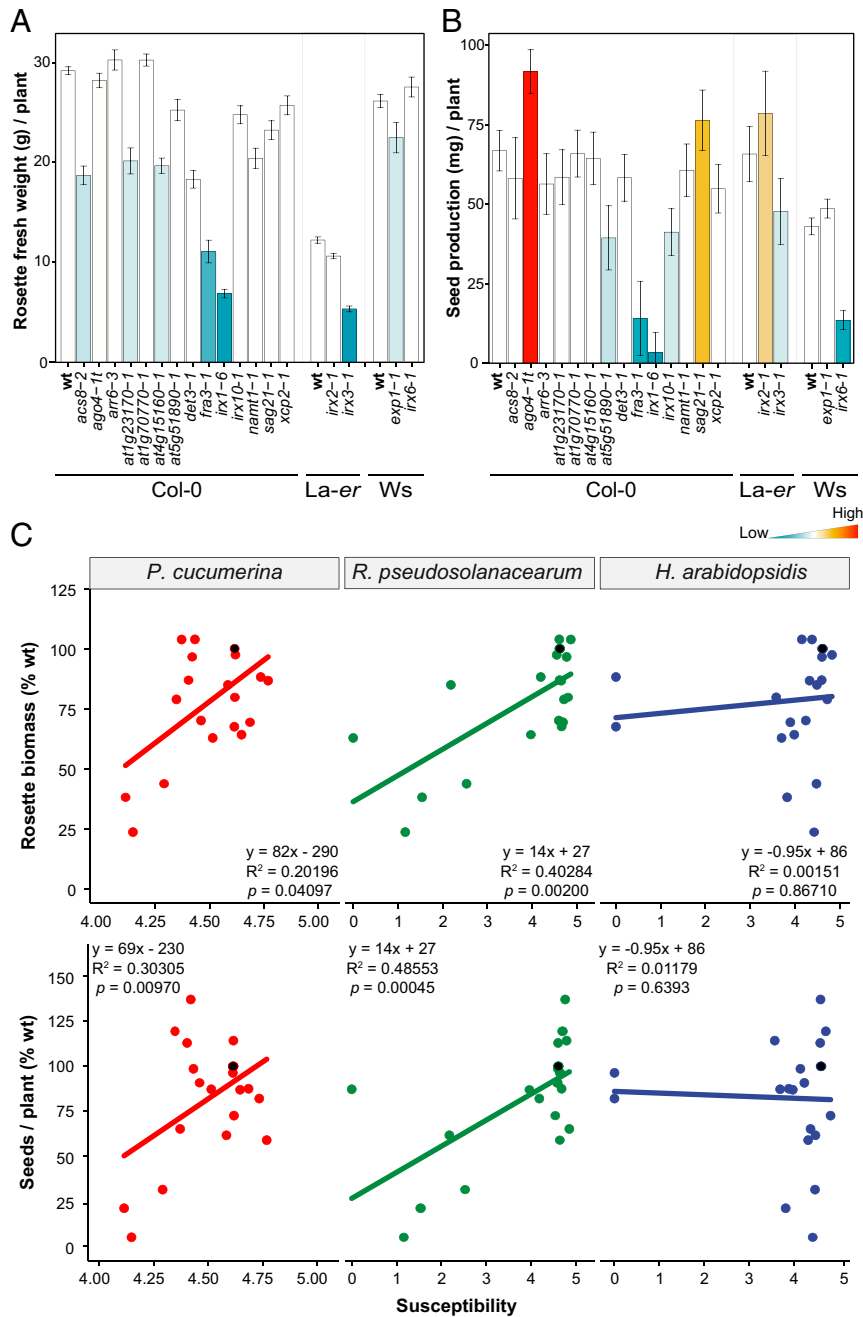 A
B
Rosette fresh weight (g) / plant
30
20
10
0
wt
acs8-2
ago4-1t
arr6-3
at1g23170-1
at1g70770-1
at4g15160-1
at5g51890-1
det3-1
fra3-1
irx1-6
irx10-1
namt1-1
sag21-1
xcp2-1
wt
irx2-1
irx3-1
wt
exp1-1
irx6-1
Col-0
La-er
Ws
Seed production (mg) / plant
100
75
50
25
0
wt
acs8-2
ago4-1t
arr6-3
at1g23170-1
at1g70770-1
at4g15160-1
at5g51890-1
det3-1
fra3-1
irx1-6
irx10-1
namt1-1
sag21-1
xcp2-1
wt
irx2-1
irx3-1
wt
exp1-1
irx6-1
Col-0
La-er
Ws
High
Low
C
P. cucumerina
R. pseudosolanacearum
H. arabidopsidis
Rosette biomass (% wt)
125
100
75
50
25
0
y = 82x - 290
R² = 0.20196
p = 0.04097
y = 14x + 27
R² = 0.40284
p = 0.00200
y = -0.95x + 86
R² = 0.00151
p = 0.86710
4.00 4.25 4.50 4.75 5.00
0 1 2 3 4 5
0 1 2 3 4 5
Seeds / plant (% wt)
150
125
100
75
50
25
0
y = 69x - 230
R² = 0.30305
p = 0.00970
y = 14x + 27
R² = 0.48553
p = 0.00045
y = -0.95x + 86
R² = 0.01179
p = 0.6393
4.00 4.25 4.50 4.75 5.00
0 1 2 3 4 5
0 1 2 3 4 5
Susceptibility